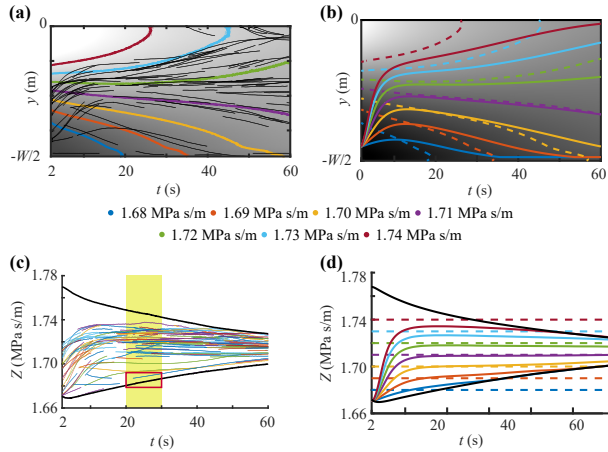 (a)
0
y (m)
-W/2
2 20 40 60
t (s)
(b)
0
y (m)
-W/2
0 20 40 60
t (s)
1.68 MPa s/m 1.69 MPa s/m 1.70 MPa s/m 1.71 MPa s/m
1.72 MPa s/m 1.73 MPa s/m 1.74 MPa s/m
(c)
1.78
1.74
1.70
1.66
Z (MPa s/m)
2 20 40 60
t (s)
(d)
1.78
1.74
1.70
1.66
Z (MPa s/m)
2 20 40 60
t (s)